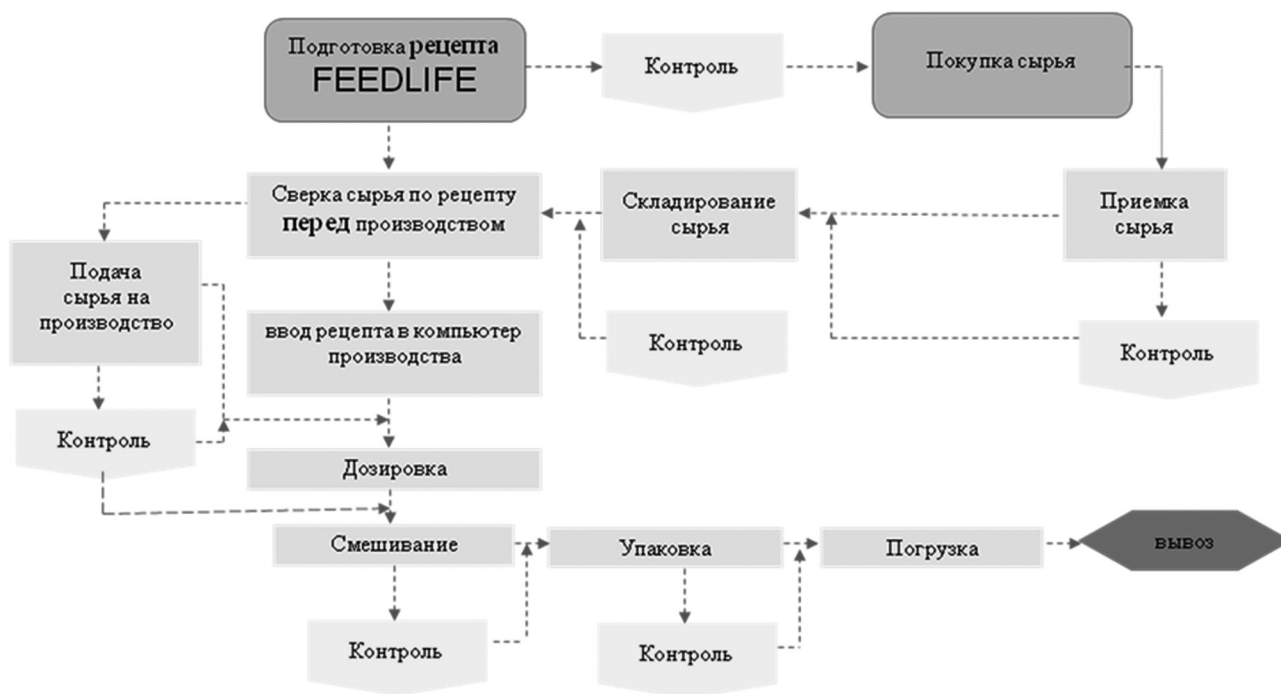 Подготовка рецепта
FEEDLIFE
Контроль
Покупка сырья
Сверка сырья по рецепту
перед производством
Складирование
сырья
Приемка
сырья
Подача
сырья на
производство
ввод рецепта в компьютер
производства
Контроль
Контроль
Контроль
Дозировка
Смешивание
Упаковка
Погрузка
вывоз
Контроль
Контроль